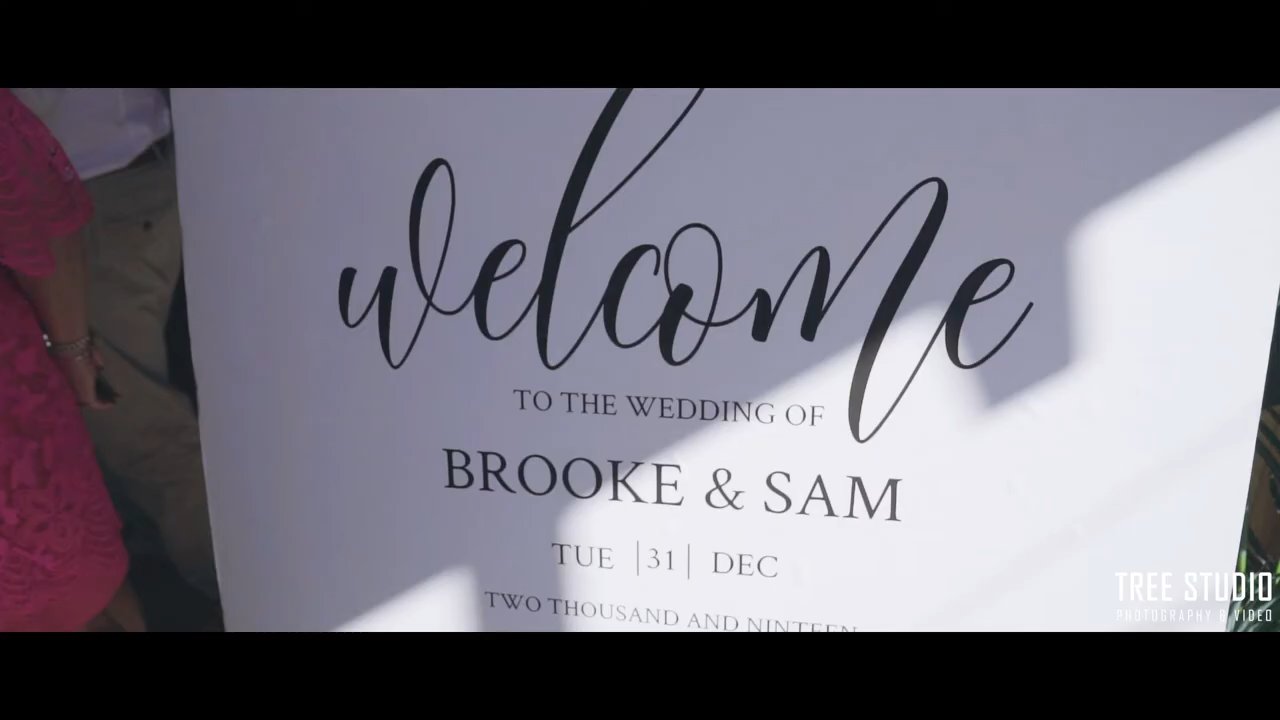 welcome
TO THE WEDDING OF
BROOKE & SAM
TUE |31| DEC
TWO THOUSAND AND NINTEEN
TREE STUDIO
PHOTOGRAPHY & VIDEO